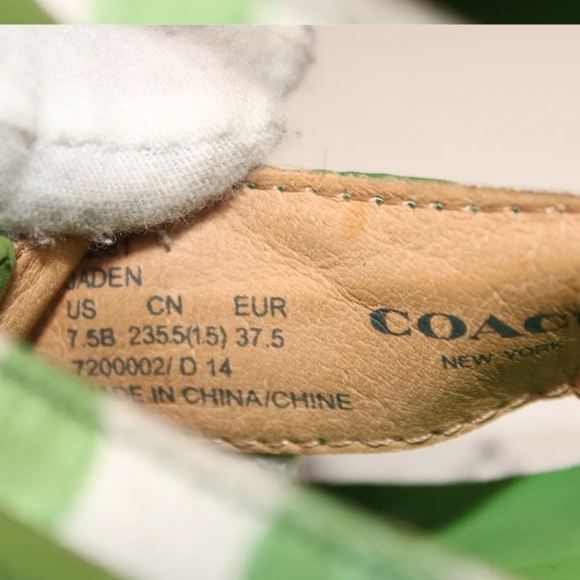 JADEN
US CN EUR
7.5B 235.5(1.5) 37.5
7200002/ D 14
MADE IN CHINA/CHINE
COACH
NEW YORK